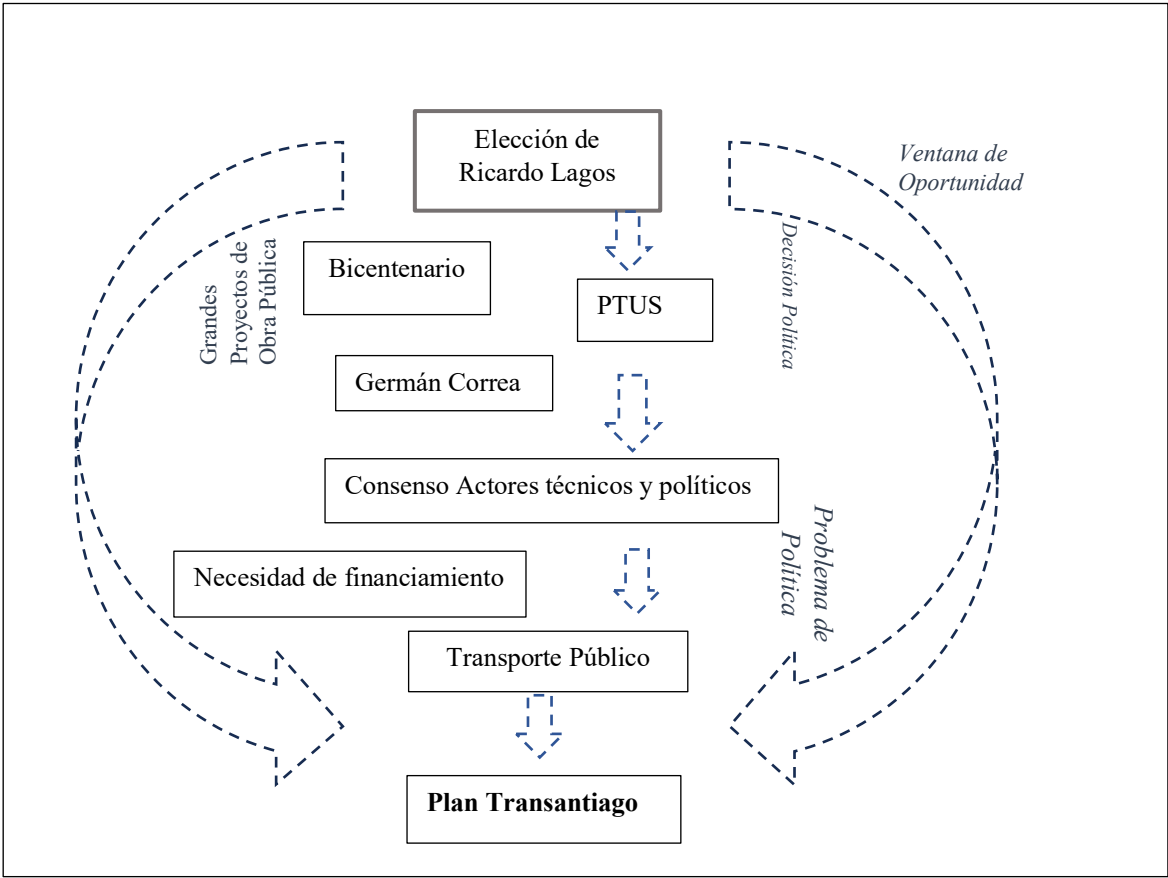 Elección de
Ricardo Lagos
Ventana de
Oportunidad
Grandes
Proyectos de
Obra Pública
Bicentenario
PTUS
Decisión Política
Germán Correa
Consenso Actores técnicos y políticos
Problema de
Política
Necesidad de financiamiento
Transporte Público
Plan Transantiago